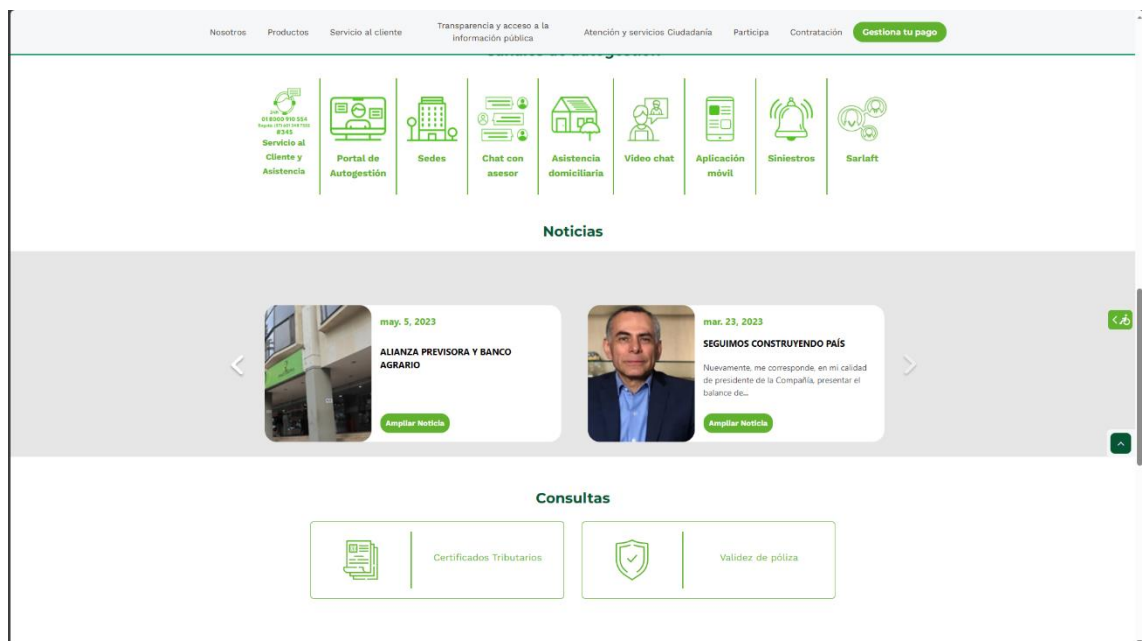 Nosotros
Productos
Servicio al cliente
Transparencia y acceso a la
información pública
Atención y servicios Ciudadanía
Participa
Contratación
Gestiona tu pago
#345
Servicio al
Cliente y
Asistencia
Portal de
Autogestión
Sedes
Chat con
asesor
Asistencia
domiciliaria
Video chat
Aplicación
móvil
Siniestros
Sarlaft
Noticias
may. 5, 2023
ALIANZA PREVISORA Y BANCO
AGRARIO
Ampliar Noticia
mar. 23, 2023
SEGUIMOS CONSTRUYENDO PAÍS
Nuevamente, me corresponde, en mi calidad
de presidente de la Compañía, presentar el
balance de...
Ampliar Noticia
Consultas
Certificados Tributarios
Validez de póliza